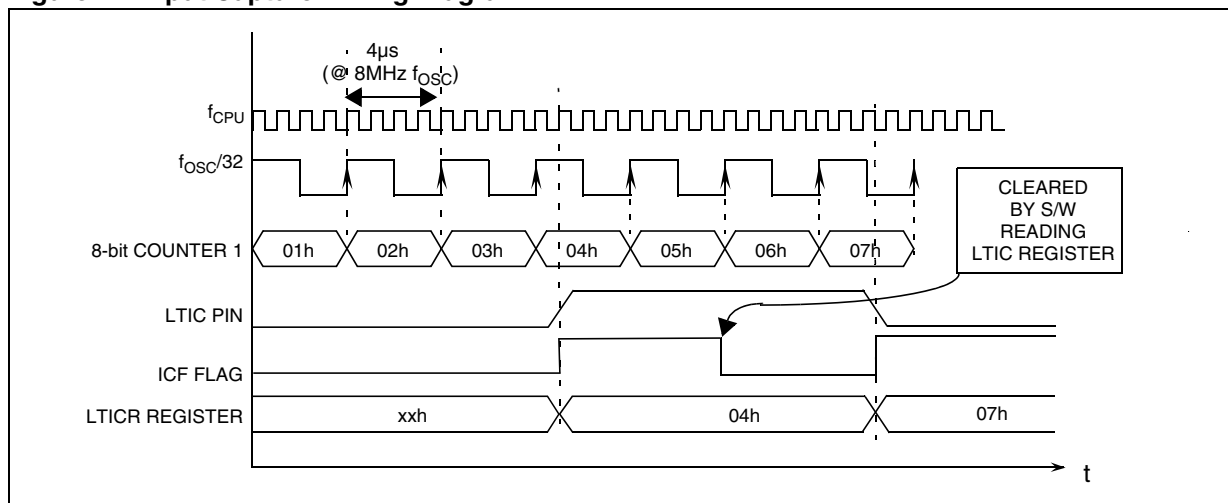 4µs
(@ 8MHz fOSC)
fCPU
fOSC/32
CLEARED
BY S/W
READING
LTIC REGISTER
8-bit COUNTER 1
01h
02h
03h
04h
05h
06h
07h
LTIC PIN
ICF FLAG
LTICR REGISTER
xxh
04h
07h
t